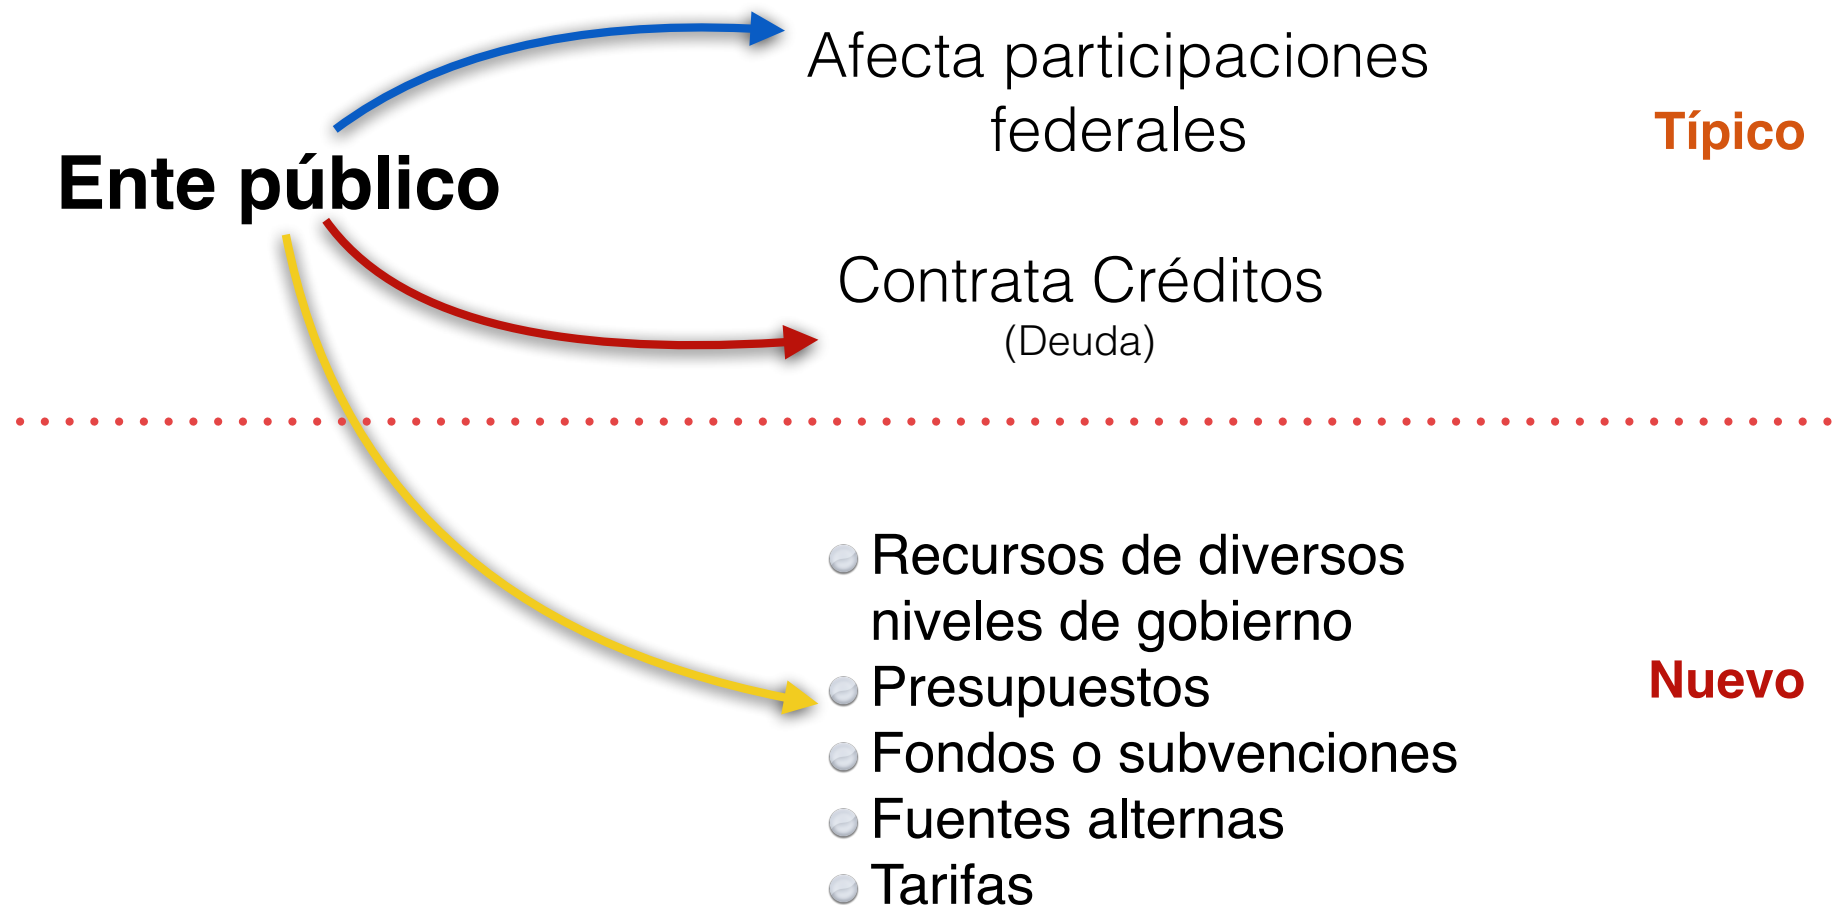 Afecta participaciones
federales
Típico
Ente público
Contrata Créditos
(Deuda)
Recursos de diversos
niveles de gobierno
Presupuestos
Nuevo
Fondos o subvenciones
Fuentes alternas
Tarifas